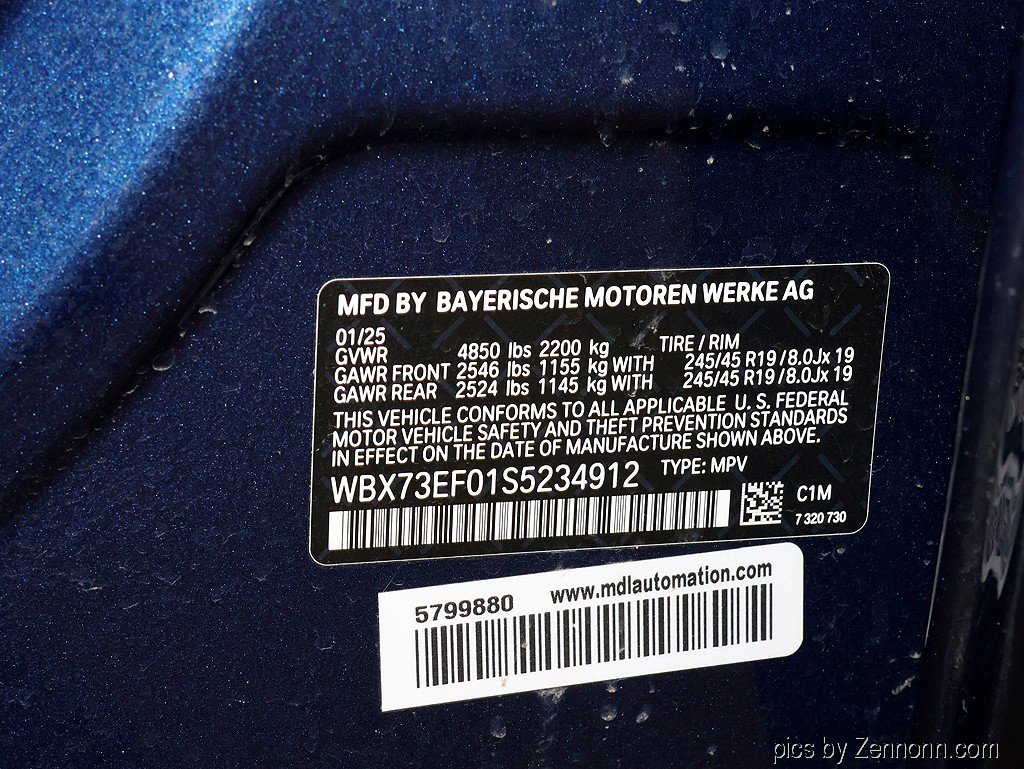 MFD BY BAYERISCHE MOTOREN WERKE AG
01/25
GVWR 4850 lbs 2200 kg TIRE / RIM
GAWR FRONT 2546 lbs 1155 kg WITH 245/45 R19 / 8.0Jx 19
GAWR REAR 2524 lbs 1145 kg WITH 245/45 R19 / 8.0Jx 19
THIS VEHICLE CONFORMS TO ALL APPLICABLE U. S. FEDERAL
MOTOR VEHICLE SAFETY AND THEFT PREVENTION STANDARDS
IN EFFECT ON THE DATE OF MANUFACTURE SHOWN ABOVE.
WBX73EF01S5234912 TYPE: MPV
C1M
7 320 730
5799880 www.mdlautomation.com
pics by Zennonn.com